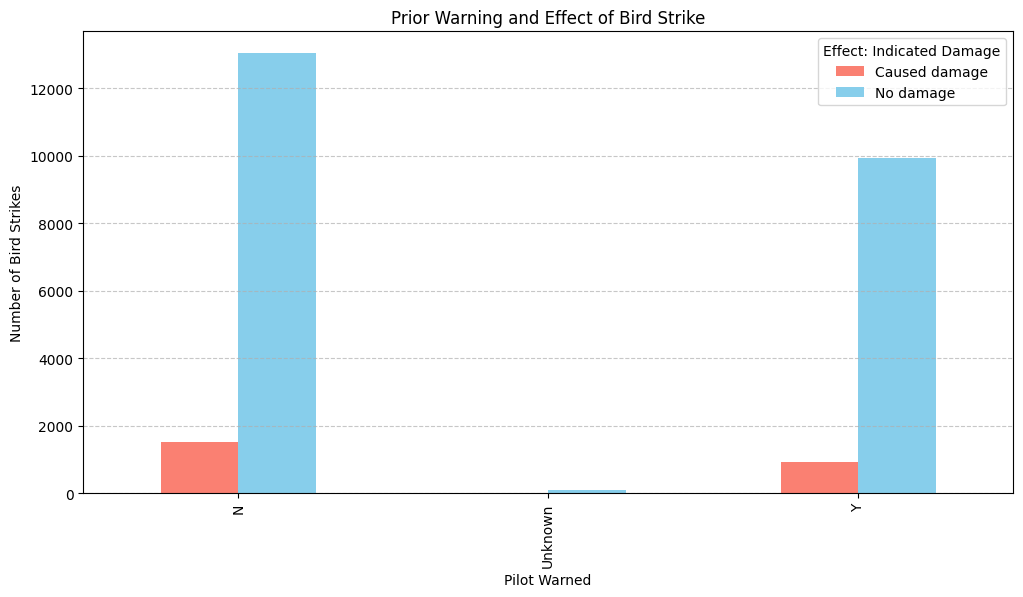 Prior Warning and Effect of Bird Strike
Effect: Indicated Damage
Caused damage
No damage
Number of Bird Strikes
12000
10000
8000
6000
4000
2000
0
N
Unknown
Y
Pilot Warned